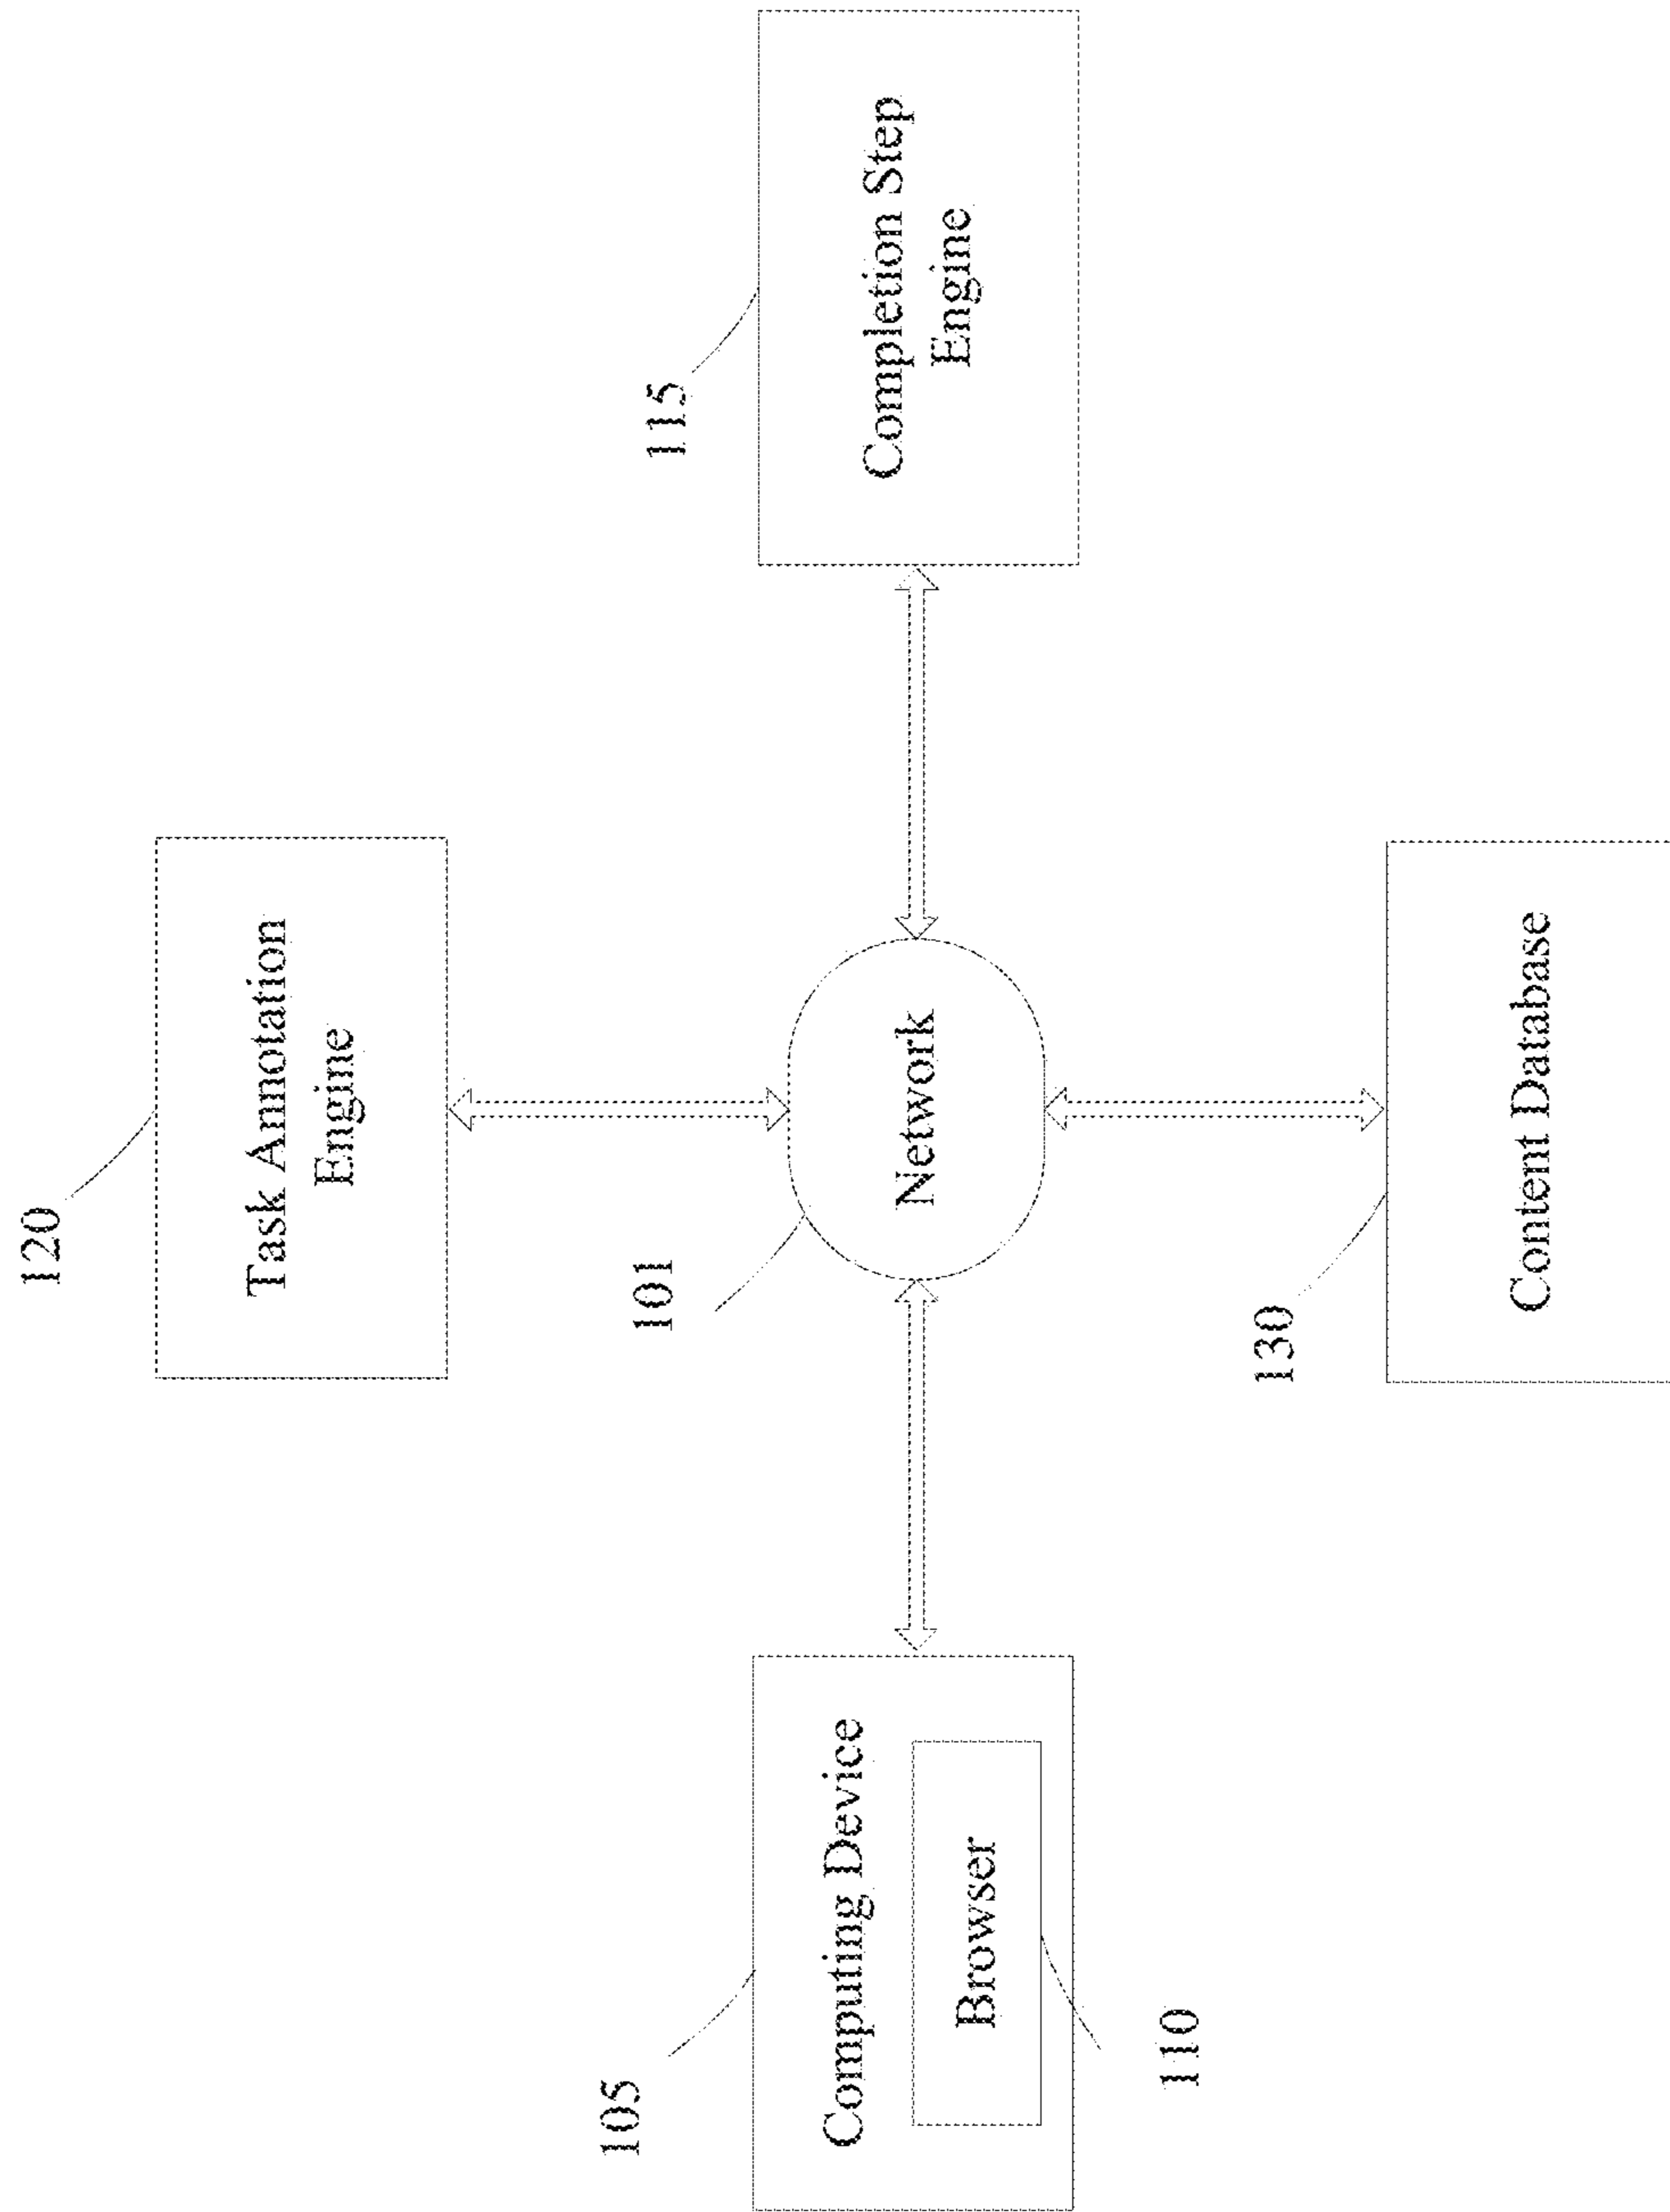 120
Task Annotation
Engine
105
Computing Device
Browser
110
101
Network
115
Completion Step
Engine
130
Content Database